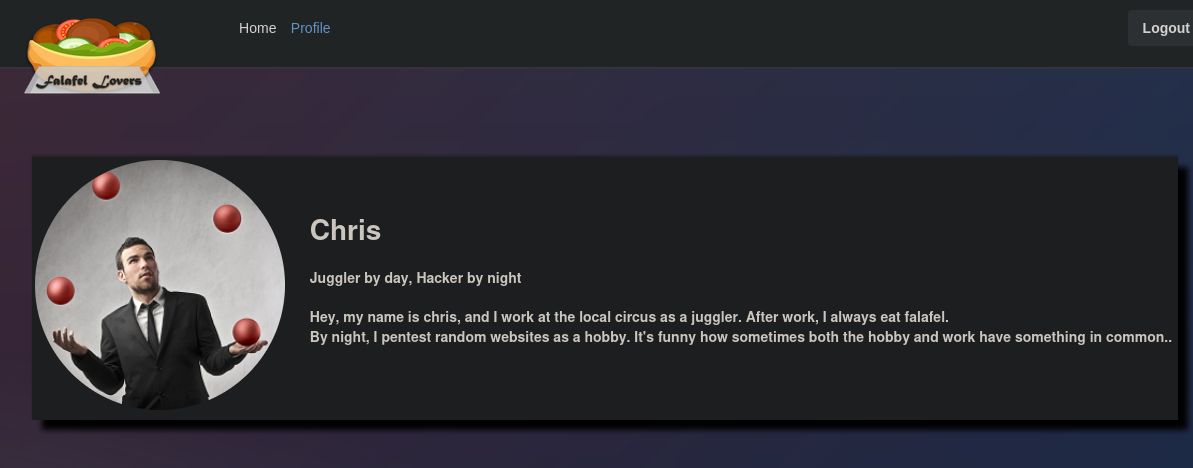 Home Profile Logout
Falafel Lovers
Chris
Juggler by day, Hacker by night
Hey, my name is chris, and I work at the local circus as a juggler. After work, I always eat falafel.
By night, I pentest random websites as a hobby. It's funny how sometimes both the hobby and work have something in common..